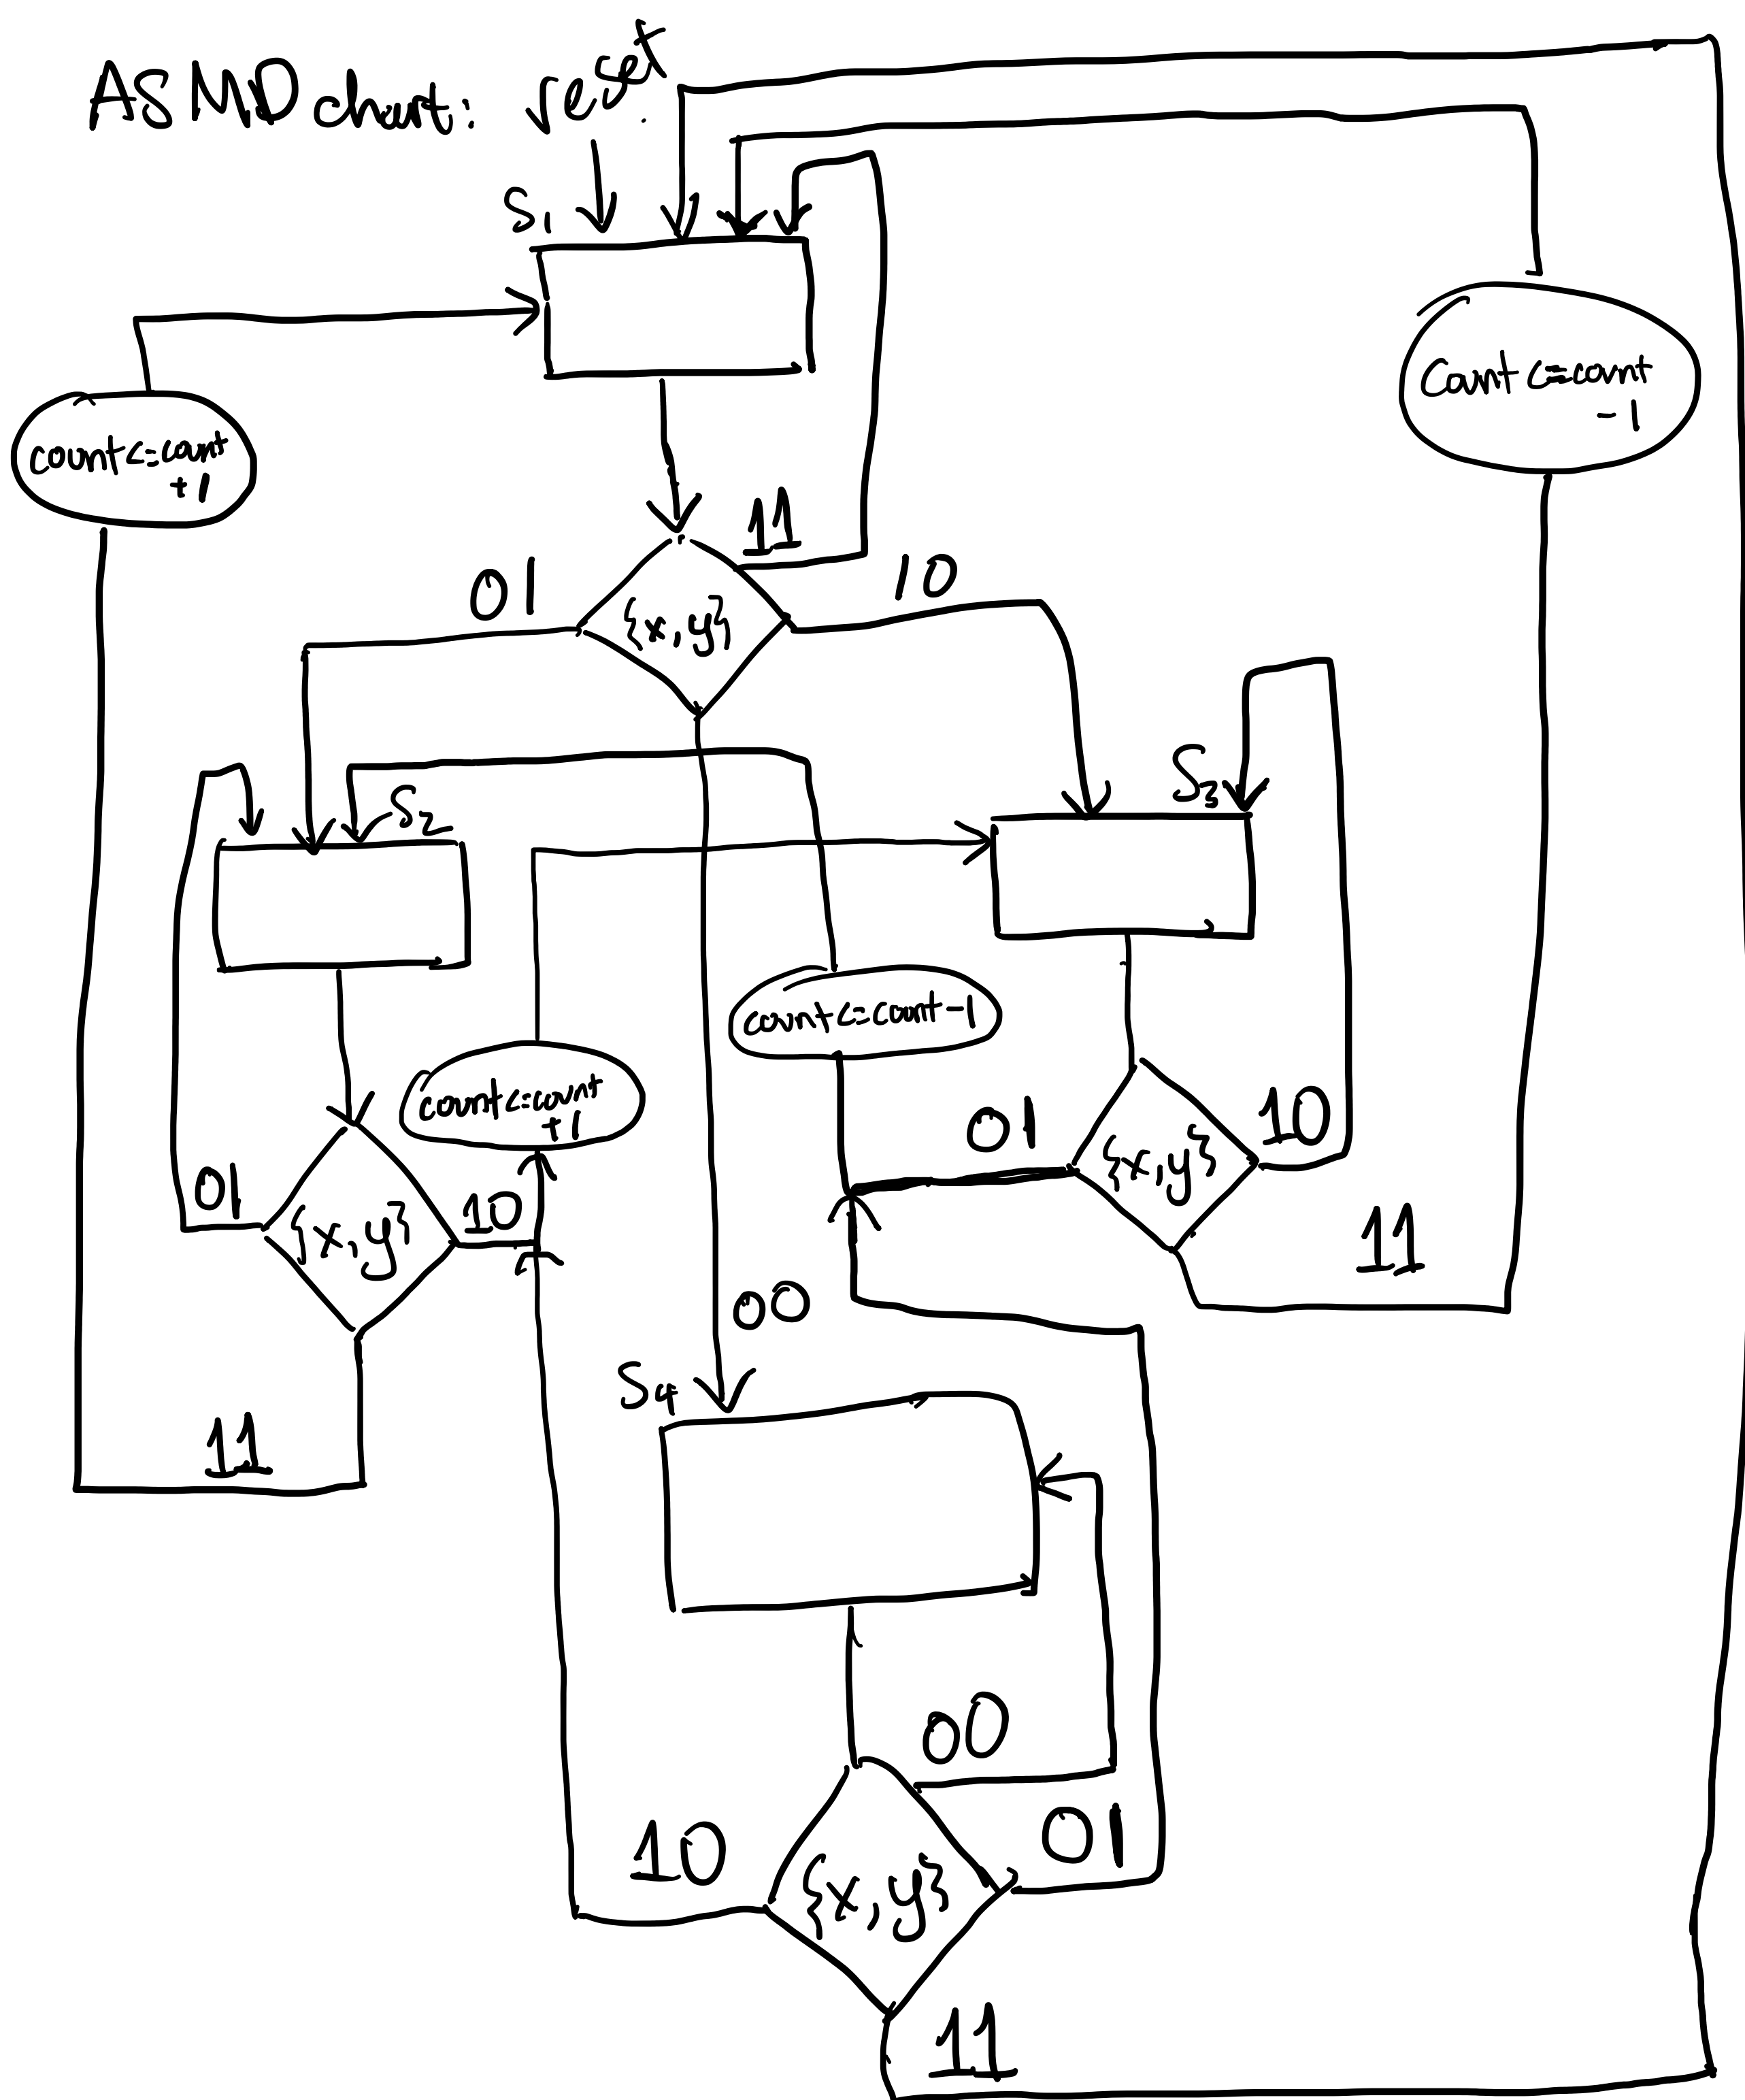 ASMD chart:
reset
S1
count <= count
+1
Count <= count
-1
11
01
10
{x,y}
S2
S3
count <= count-1
count <= count
+1
01
10
{x,y}
01
10
{x,y}
11
00
S4
11
00
10
01
{x,y}
11